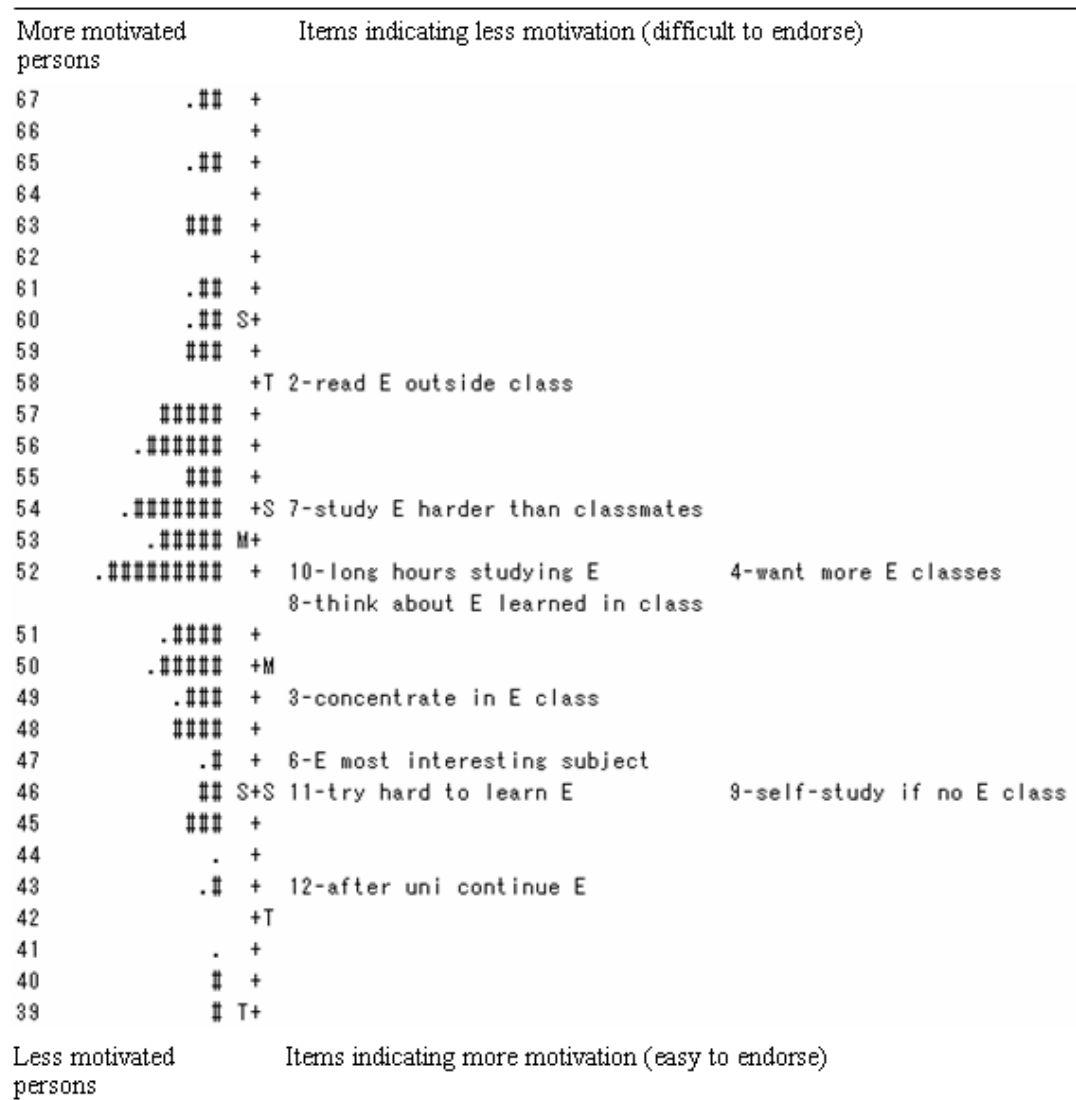 More motivated persons Items indicating less motivation (difficult to endorse)
67 .## +
66 +
65 .## +
64 +
63 ### +
62 +
61 .## +
60 .## S+
59 ### +
58 +T 2-read E outside class
57 ##### +
56 .###### +
55 ### +
54 .####### +S 7-study E harder than classmates
53 .##### M+
52 .######### + 10-long hours studying E 4-want more E classes
8-think about E learned in class
51 .#### +
50 .##### +M
49 .### + 3-concentrate in E class
48 #### +
47 .# + 6-E most interesting subject
46 ## S+S 11-try hard to learn E 9-self-study if no E class
45 ### +
44 . +
43 .# + 12-after uni continue E
42 +T
41 . +
40 # +
39 # T+
Less motivated persons Items indicating more motivation (easy to endorse)